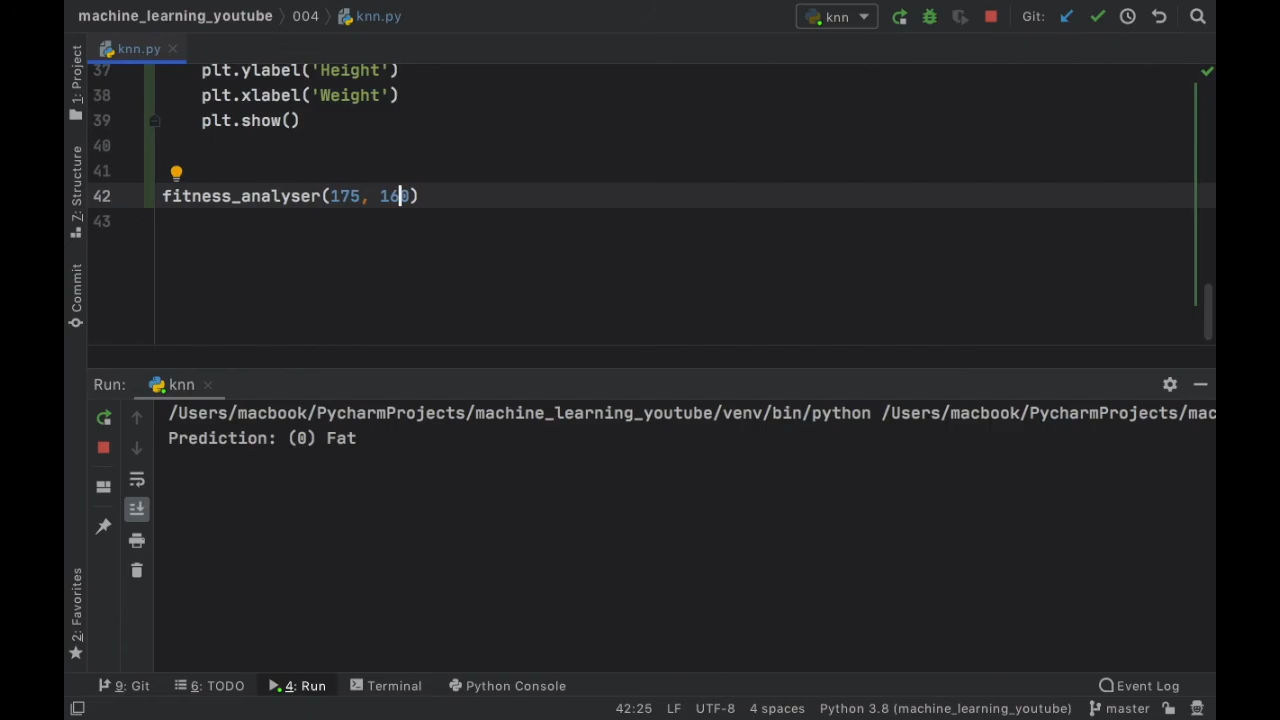 machine_learning_youtube 004 knn.py knn Git:
knn.py
37 plt.ylabel('Height')
38 plt.xlabel('Weight')
39 plt.show()
40
41
42 fitness_analyser(175, 160)
43
1: Project
7: Structure
Commit
2: Favorites
Run: knn
/Users/macbook/PycharmProjects/machine_learning_youtube/venv/bin/python /Users/macbook/PycharmProjects/mac
Prediction: (0) Fat
9: Git 6: TODO 4: Run Terminal Python Console Event Log
42:25 LF UTF-8 4 spaces Python 3.8 (machine_learning_youtube) master